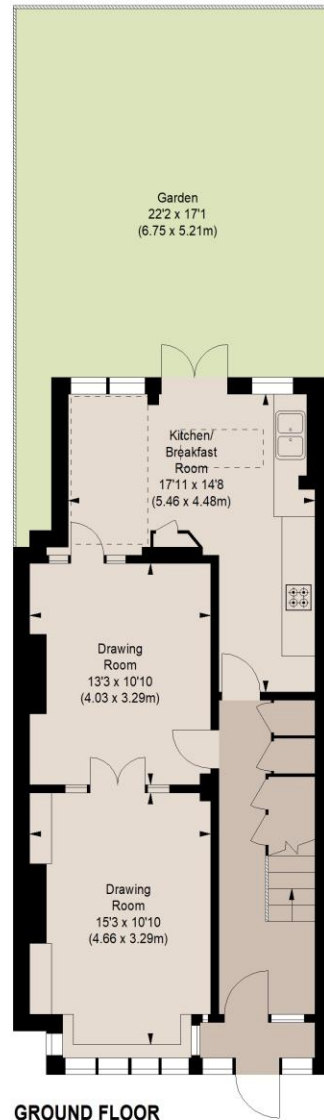 Garden
22'2 x 17'1
(6.75 x 5.21m)
Kitchen/
Breakfast
Room
17'11 x 14'8
(5.46 x 4.48m)
Drawing
Room
13'3 x 10'10
(4.03 x 3.29m)
Drawing
Room
15'3 x 10'10
(4.66 x 3.29m)
GROUND FLOOR